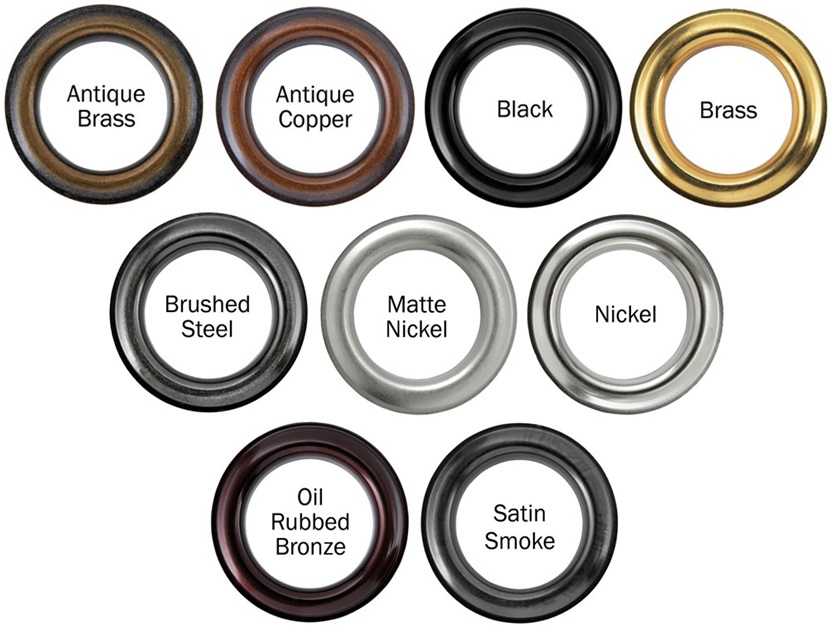 Antique
Brass
Antique
Copper
Black
Brass
Brushed
Steel
Matte
Nickel
Nickel
Oil
Rubbed
Bronze
Satin
Smoke